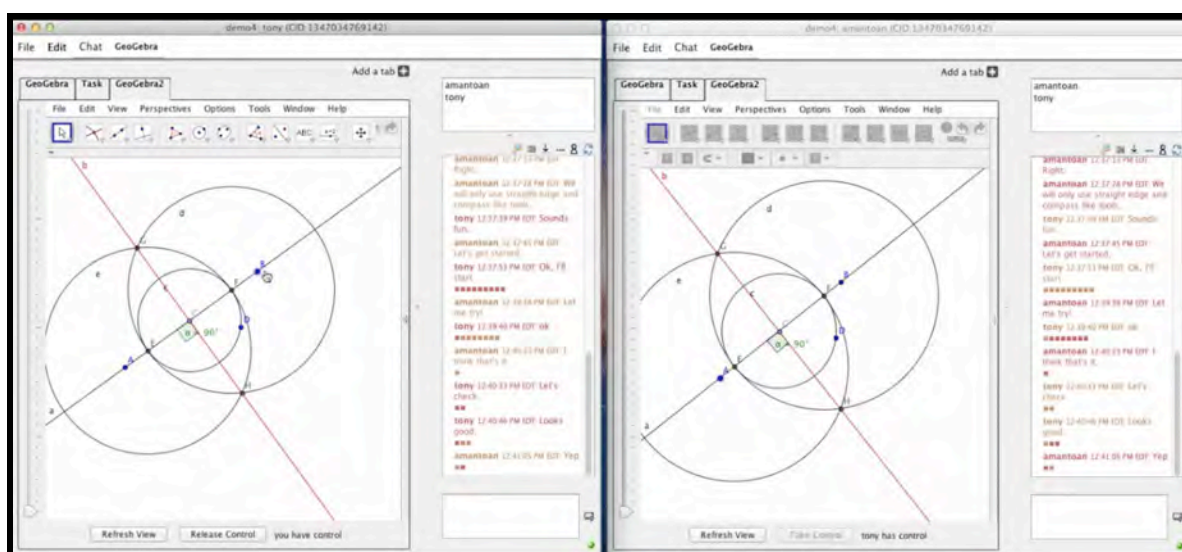 demo4: tony (CID 1347034769142)
File Edit Chat GeoGebra
Add a tab
GeoGebra Task GeoGebra2
File Edit View Perspectives Options Tools Window Help
ABC
b
d
G
e
B
F
c
C
D
α = 90°
E
A
H
a
Refresh View Release Control you have control
amantoan
tony
amantoan
Right.
amantoan 12:37:28 PM EDT: We
will only use straight edge and
compass like tools.
tony 12:37:39 PM EDT: Sounds
fun.
amantoan 12:37:45 PM EDT:
Let's get started.
tony 12:37:53 PM EDT: Ok, I'll
start
amantoan 12:39:38 PM EDT: Let
me try!
tony 12:39:40 PM EDT: ok
amantoan 12:40:23 PM EDT: I
think that's it.
tony 12:40:33 PM EDT: Let's
check.
tony 12:40:46 PM EDT: Looks
good.
amantoan 12:41:05 PM EDT: Yep
demo4: amantoan (CID 1347034769142)
File Edit Chat GeoGebra
Add a tab
GeoGebra Task GeoGebra2
File Edit View Perspectives Options Tools Window Help
b
d
G
e
B
F
c
C
D
α = 90°
E
A
H
a
Refresh View Take Control tony has control
amantoan
tony
amantoan
Right.
amantoan 12:37:28 PM EDT: We
will only use straight edge and
compass like tools.
tony 12:37:39 PM EDT: Sounds
fun.
amantoan 12:37:45 PM EDT:
Let's get started.
tony 12:37:53 PM EDT: Ok, I'll
start
amantoan 12:39:38 PM EDT: Let
me try!
tony 12:39:40 PM EDT: ok
amantoan 12:40:23 PM EDT: I
think that's it.
tony 12:40:33 PM EDT: Let's
check.
tony 12:40:46 PM EDT: Looks
good.
amantoan 12:41:05 PM EDT: Yep